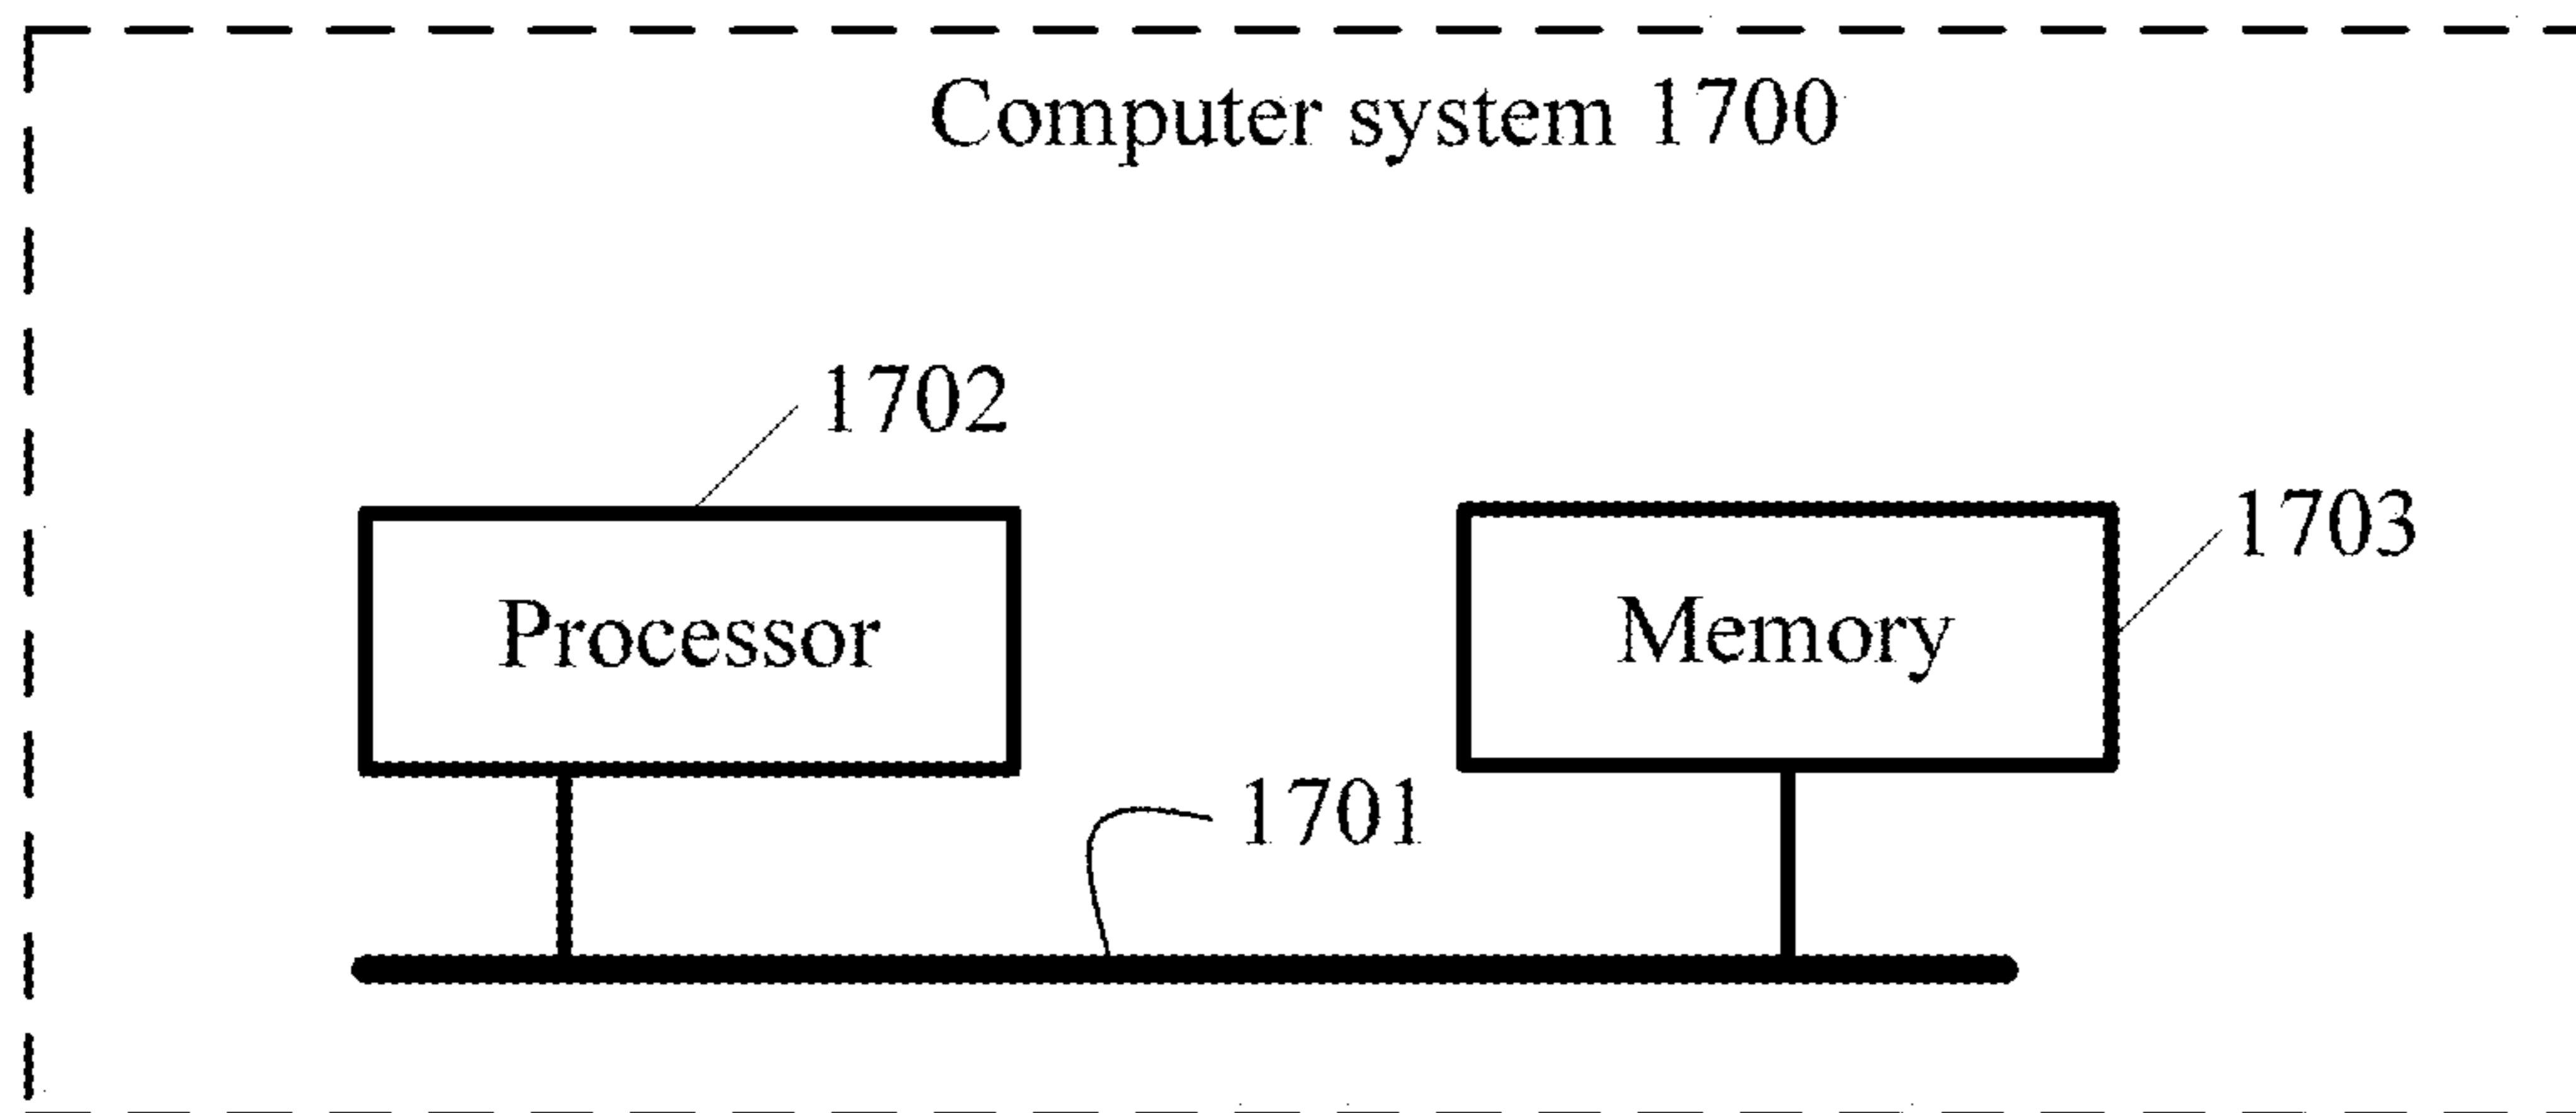 Computer system 1700
1702
1703
Processor
Memory
1701